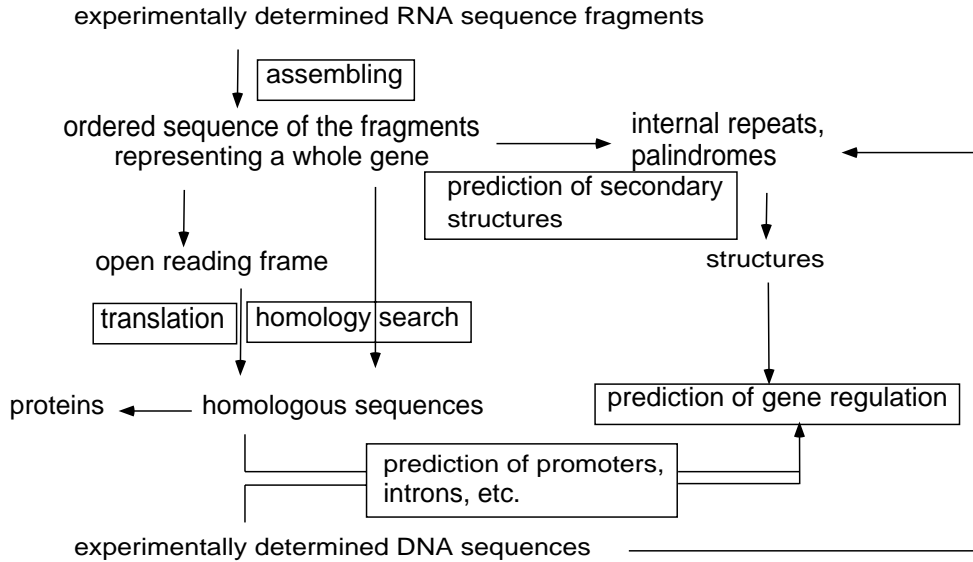 experimentally determined RNA sequence fragments
assembling
ordered sequence of the fragments
representing a whole gene
internal repeats,
palindromes
prediction of secondary
structures
open reading frame
structures
translation
homology search
proteins
homologous sequences
prediction of gene regulation
prediction of promoters,
introns, etc.
experimentally determined DNA sequences